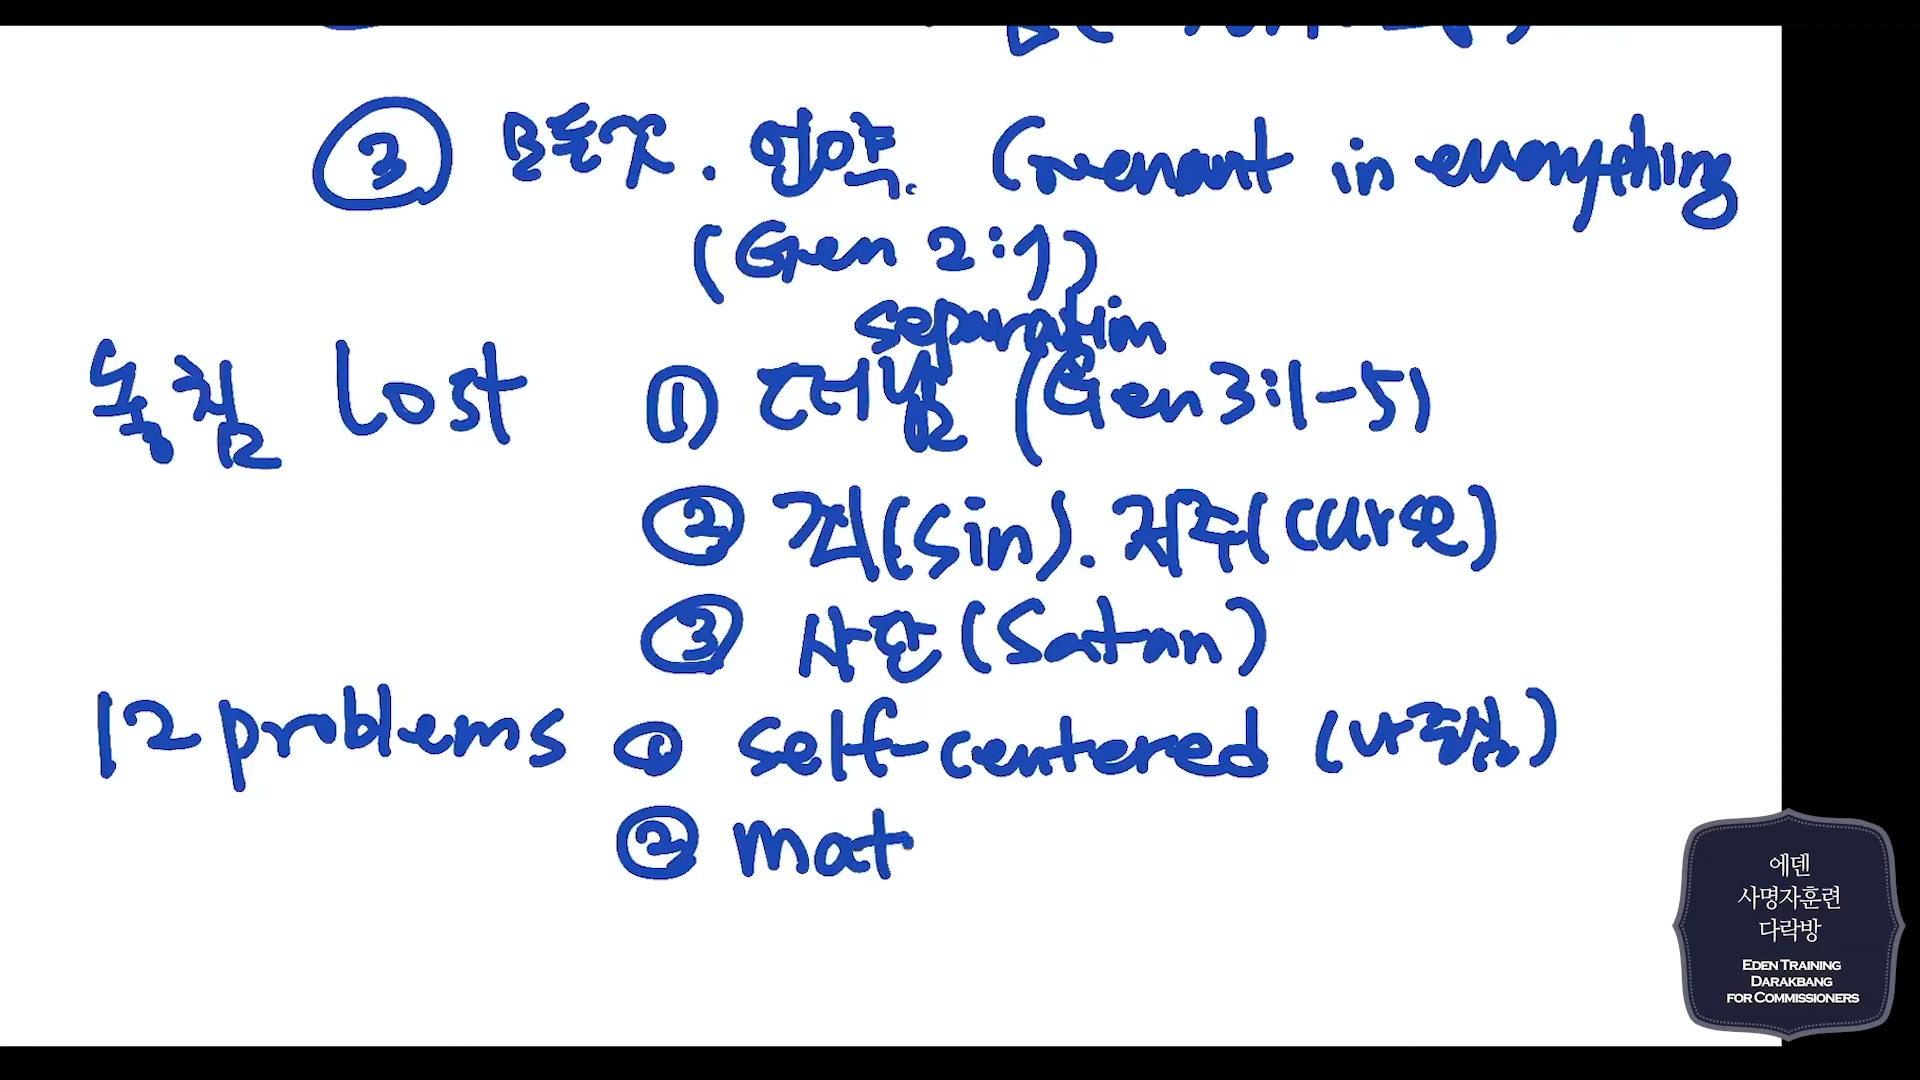 ③ 모든것. 언약. Covenant in everything
(Gen 2:7)
separation
놓침 Lost ① 떠남 (Gen 3:1-5)
② 죄(Sin). 저주(curse)
③ 사단(Satan)
12 problems ① self-centered (나중심)
② mat
에덴
사명자훈련
다락방
EDEN TRAINING
DARAKBANG
FOR COMMISSIONERS